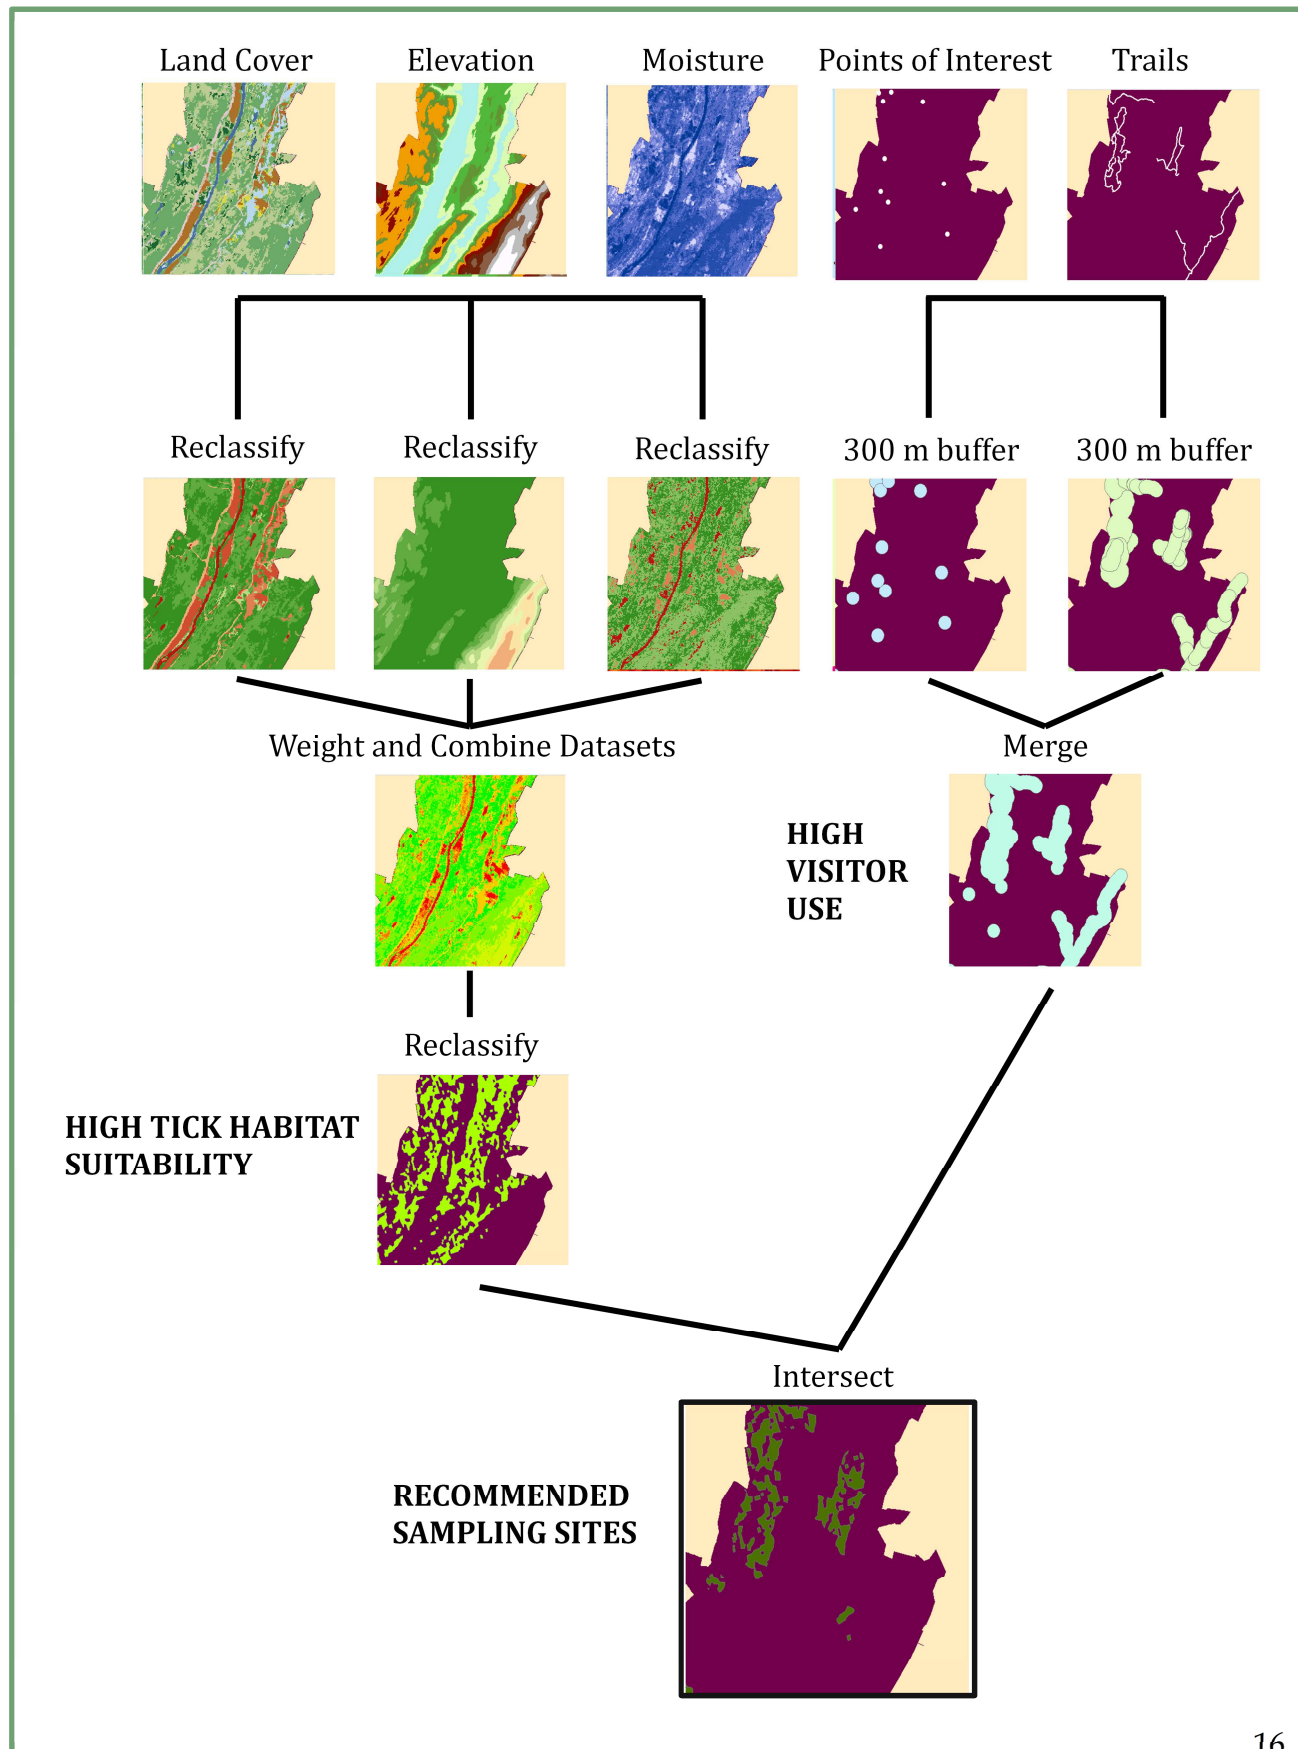 Land Cover
Elevation
Moisture
Points of Interest
Trails
Reclassify
Reclassify
Reclassify
300 m buffer
300 m buffer
Weight and Combine Datasets
Merge
HIGH
VISITOR
USE
Reclassify
HIGH TICK HABITAT
SUITABILITY
Intersect
RECOMMENDED
SAMPLING SITES
16